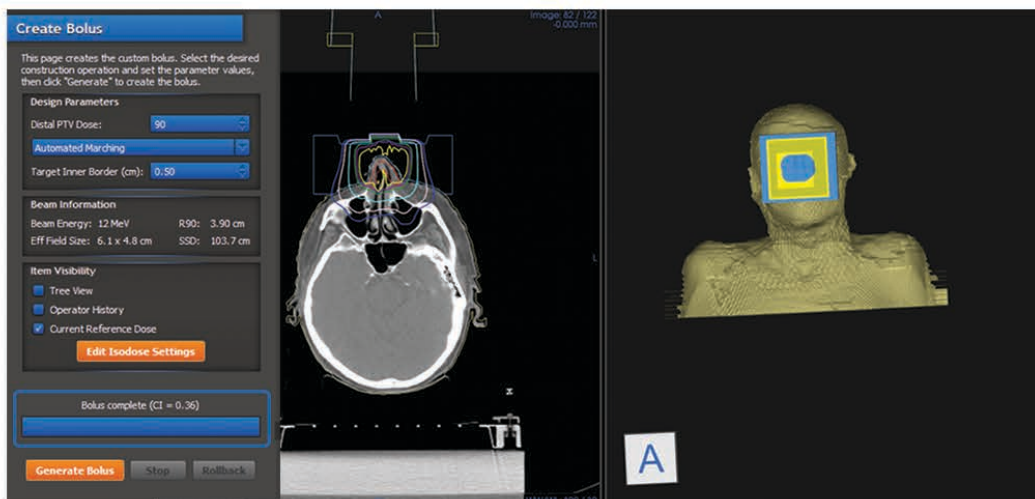 Create Bolus
This page creates the custom bolus. Select the desired
construction operation and set the parameter values,
then click "Generate" to create the bolus.
Design Parameters
Distal PTV Dose: 90
Automated Marching
Target Inner Border (cm): 0.50
Beam Information
Beam Energy: 12 MeV R90: 3.90 cm
Eff Field Size: 6.1 x 4.8 cm SSD: 103.7 cm
Item Visibility
Tree View
Operator History
Current Reference Dose
Edit Isodose Settings
Bolus complete (CI = 0.36)
Generate Bolus Stop Rollback
A
Image: 82 / 122
-0.000 mm
L
A